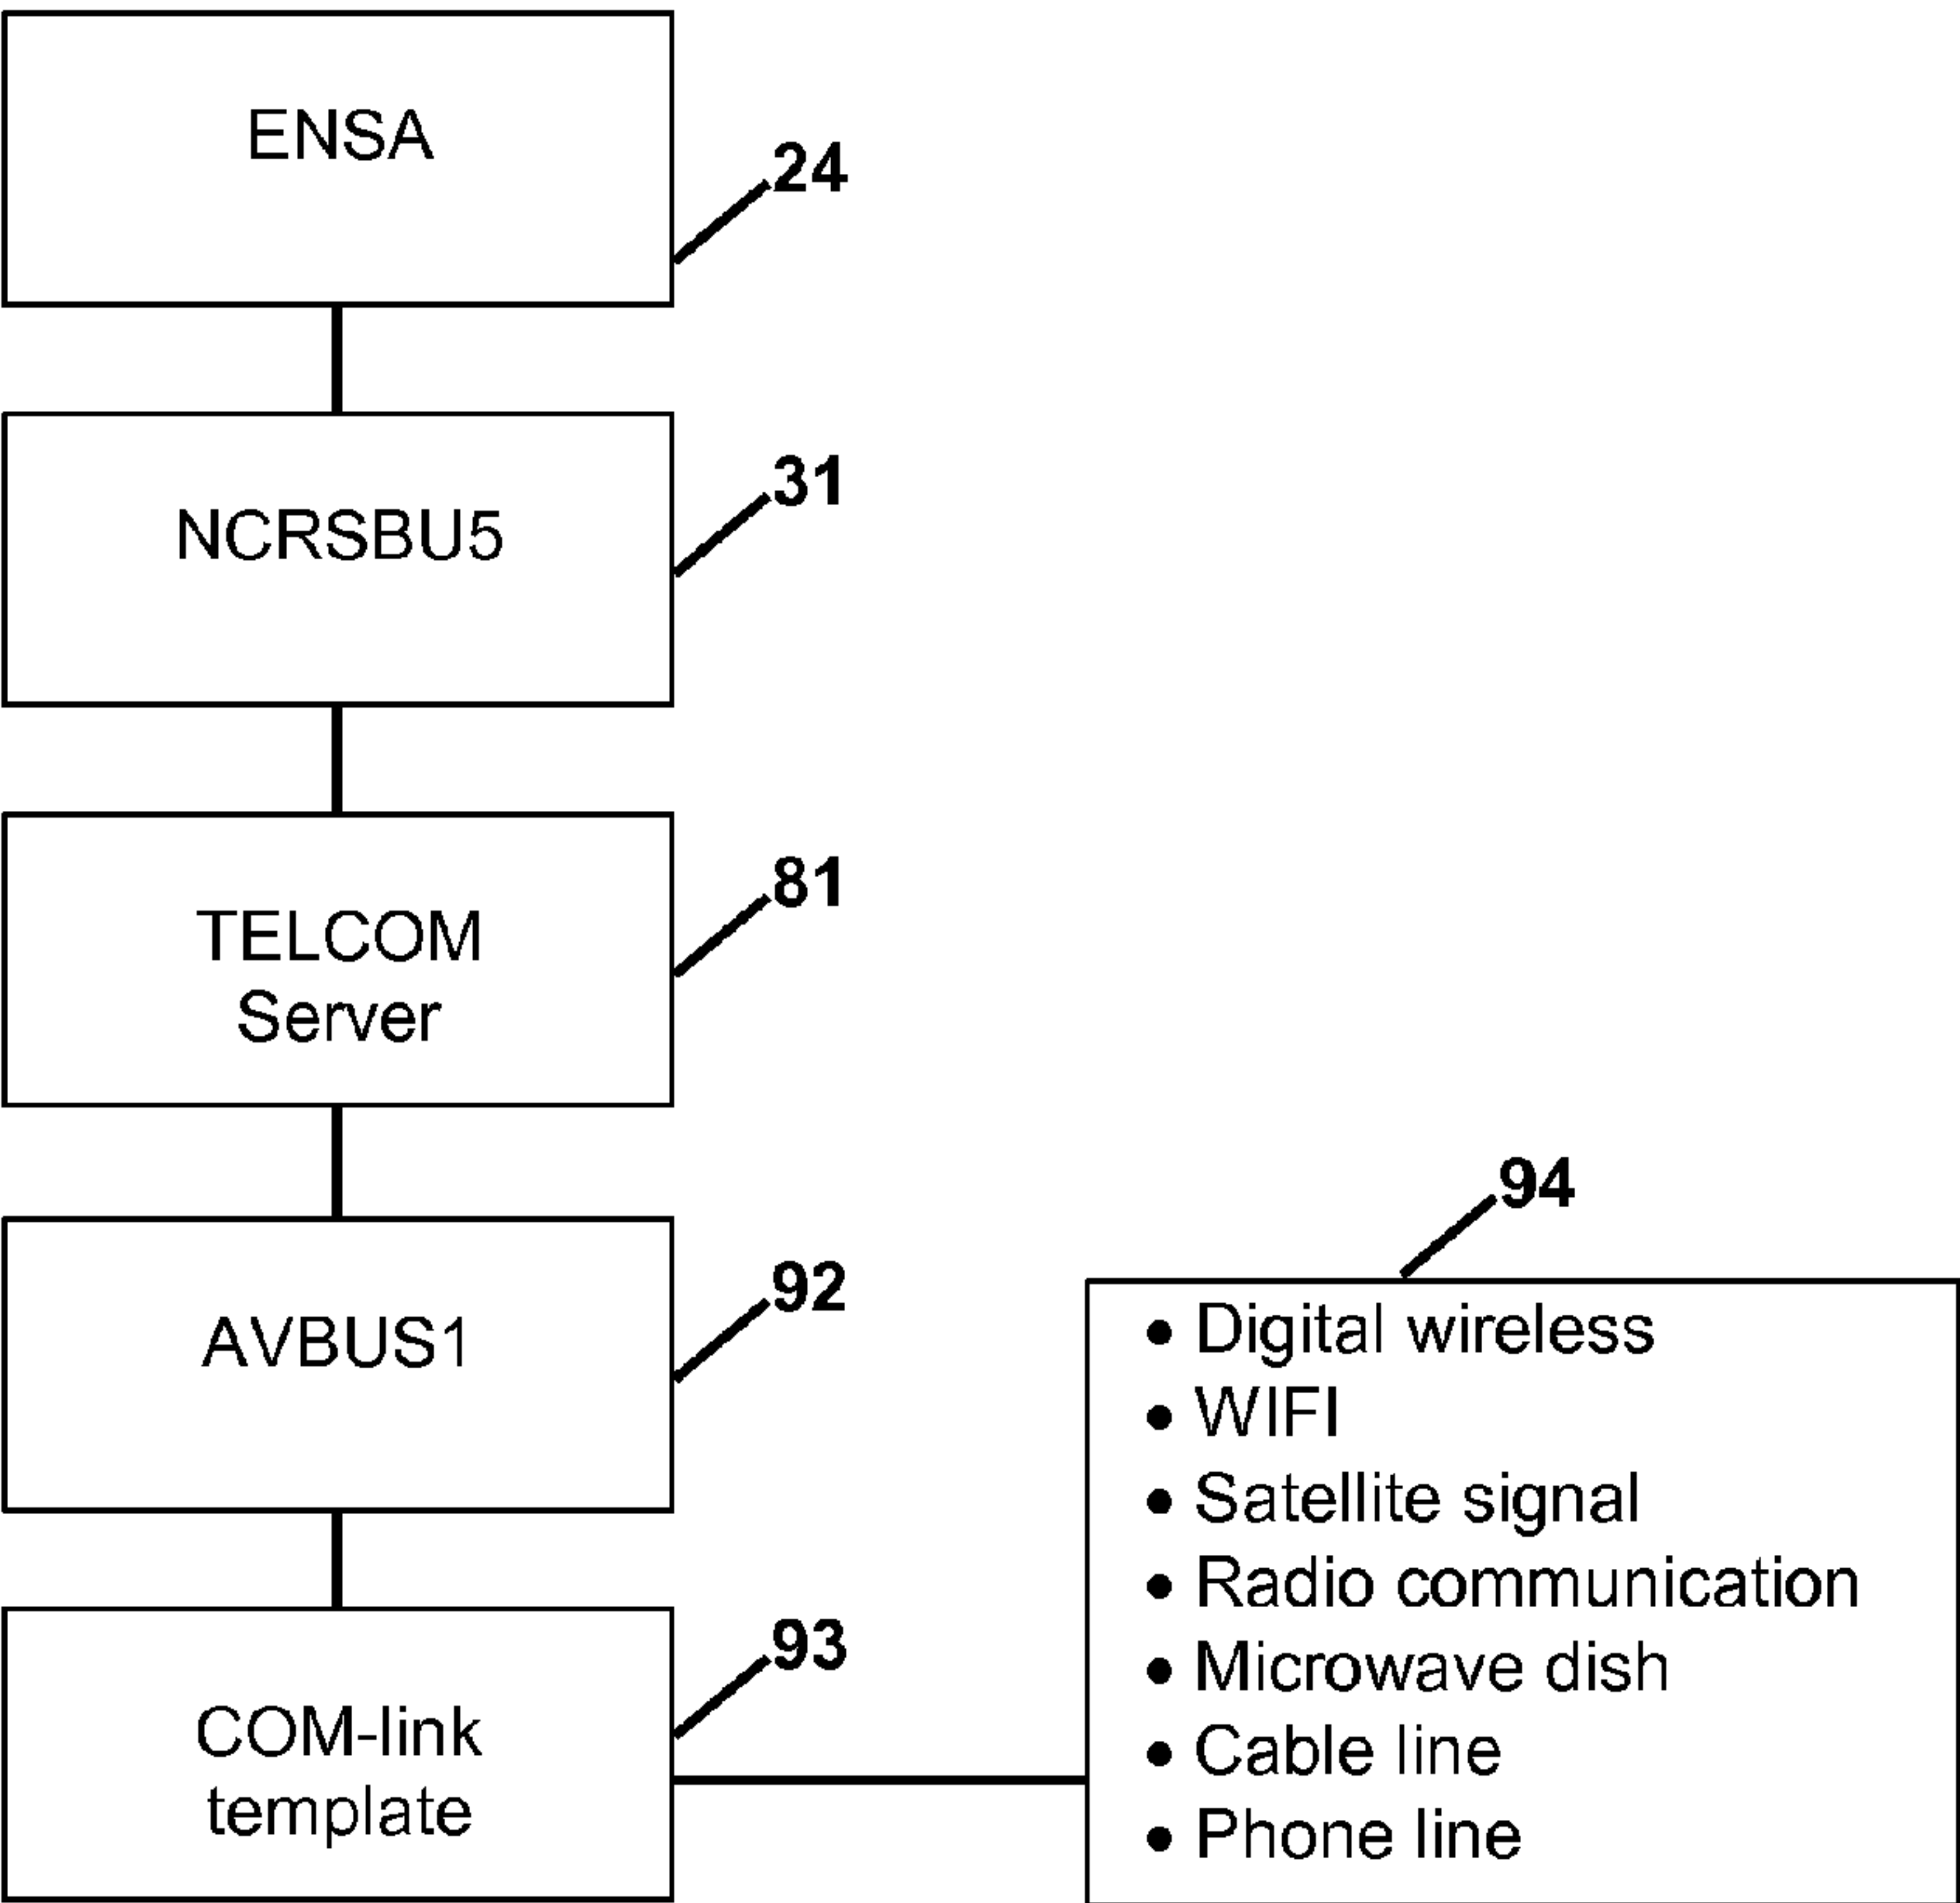 ENSA
24
NCRSBU5
31
TELCOM
Server
81
AVBUS1
92
COM-link
template
93
94
• Digital wireless
• WIFI
• Satellite signal
• Radio communication
• Microwave dish
• Cable line
• Phone line